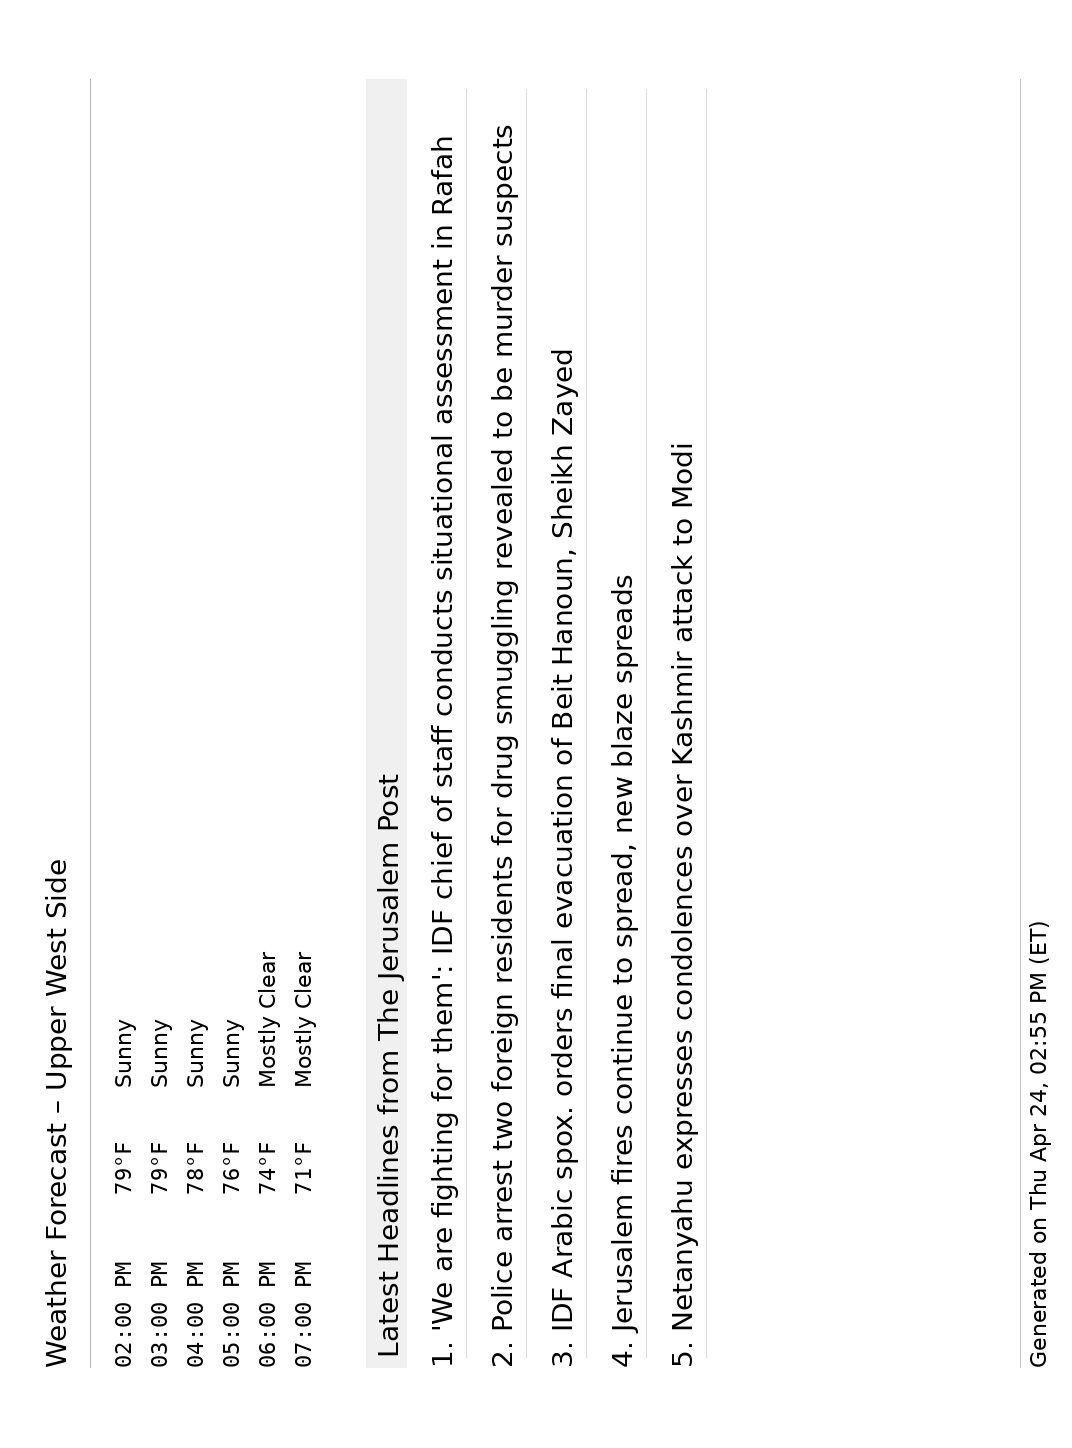 Weather Forecast – Upper West Side
02:00 PM 79°F Sunny
03:00 PM 79°F Sunny
04:00 PM 78°F Sunny
05:00 PM 76°F Sunny
06:00 PM 74°F Mostly Clear
07:00 PM 71°F Mostly Clear
Latest Headlines from The Jerusalem Post
1. 'We are fighting for them': IDF chief of staff conducts situational assessment in Rafah
2. Police arrest two foreign residents for drug smuggling revealed to be murder suspects
3. IDF Arabic spox. orders final evacuation of Beit Hanoun, Sheikh Zayed
4. Jerusalem fires continue to spread, new blaze spreads
5. Netanyahu expresses condolences over Kashmir attack to Modi
Generated on Thu Apr 24, 02:55 PM (ET)